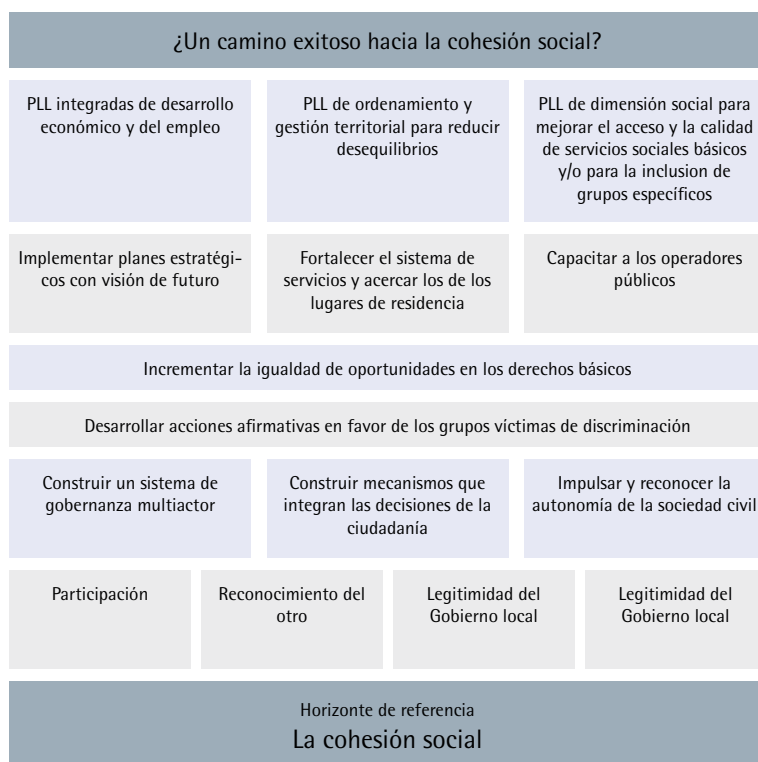 ¿Un camino exitoso hacia la cohesión social?
PLL integradas de desarrollo
económico y del empleo
PLL de ordenamiento y
gestión territorial para reducir
desequilibrios
PLL de dimensión social para
mejorar el acceso y la calidad
de servicios sociales básicos
y/o para la inclusion de
grupos específicos
Implementar planes estratégi-
cos con visión de futuro
Fortalecer el sistema de
servicios y acercar los de los
lugares de residencia
Capacitar a los operadores
públicos
Incrementar la igualdad de oportunidades en los derechos básicos
Desarrollar acciones afirmativas en favor de los grupos víctimas de discriminación
Construir un sistema de
gobernanza multiactor
Construir mecanismos que
integran las decisiones de la
ciudadanía
Impulsar y reconocer la
autonomía de la sociedad civil
Participación
Reconocimiento del
otro
Legitimidad del
Gobierno local
Legitimidad del
Gobierno local
Horizonte de referencia
La cohesión social